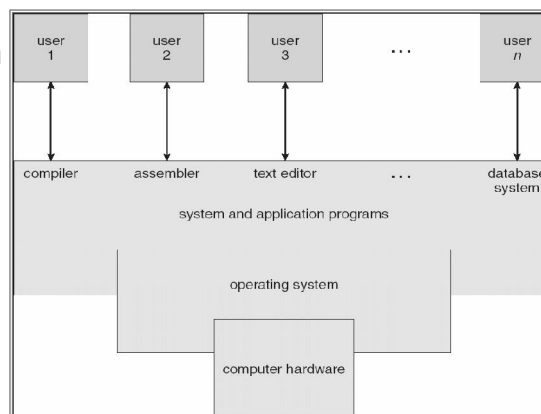 user
1
user
2
user
3
...
user
n
compiler
assembler
text editor
...
database
system
system and application programs
operating system
computer hardware